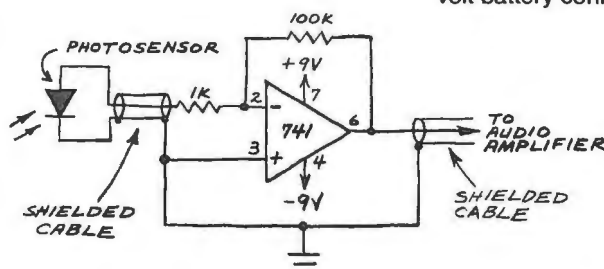 volt battery conn
100K
PHOTOSENSOR
+9V
1K
2
-
7
741
6
3
+
4
-9V
TO
AUDIO
AMPLIFIER
SHIELDED
CABLE
SHIELDED
CABLE